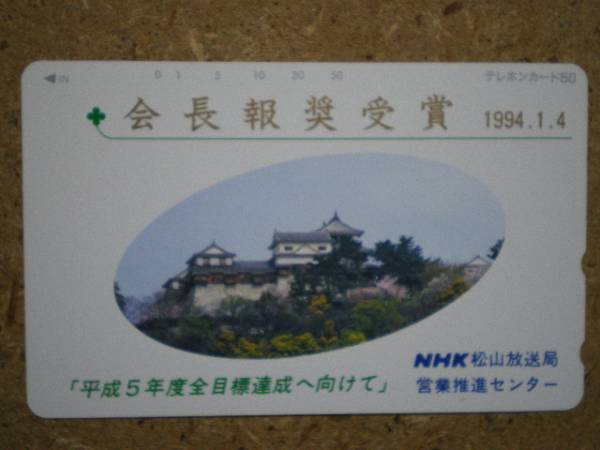 ◀IN 0 1 3 10 30 50 テレホンカード50
会長報奨受賞 1994.1.4
NHK松山放送局
「平成5年度全目標達成へ向けて」 営業推進センター